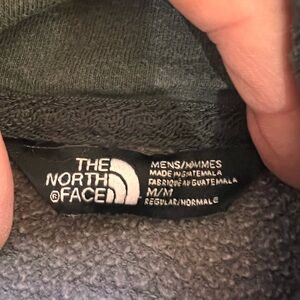 THE
NORTH
® FACE
MENS/HOMMES
MADE IN GUATEMALA
FABRIQUÉ AU GUATEMALA
M/M
REGULAR/NORMALE